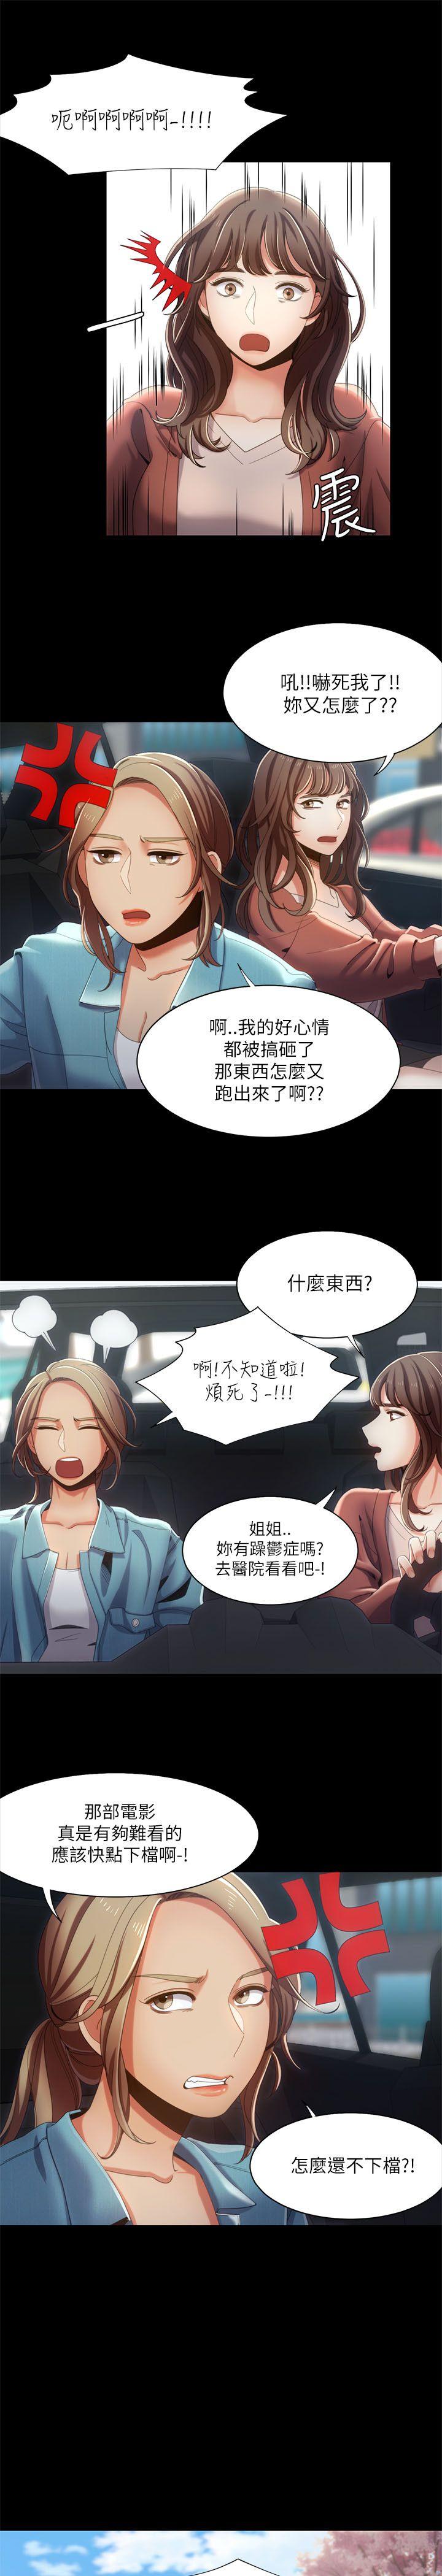 呃啊啊啊啊-!!!!
震
吼!!嚇死我了!!
妳又怎麼了??
啊..我的好心情
都被搞砸了
那東西怎麼又
跑出來了啊??
什麼東西?
啊!不知道啦!
煩死了-!!!
姐姐..
妳有躁鬱症嗎?
去醫院看看吧-!
那部電影
真是有夠難看的
應該快點下檔啊-!
怎麼還不下檔?!